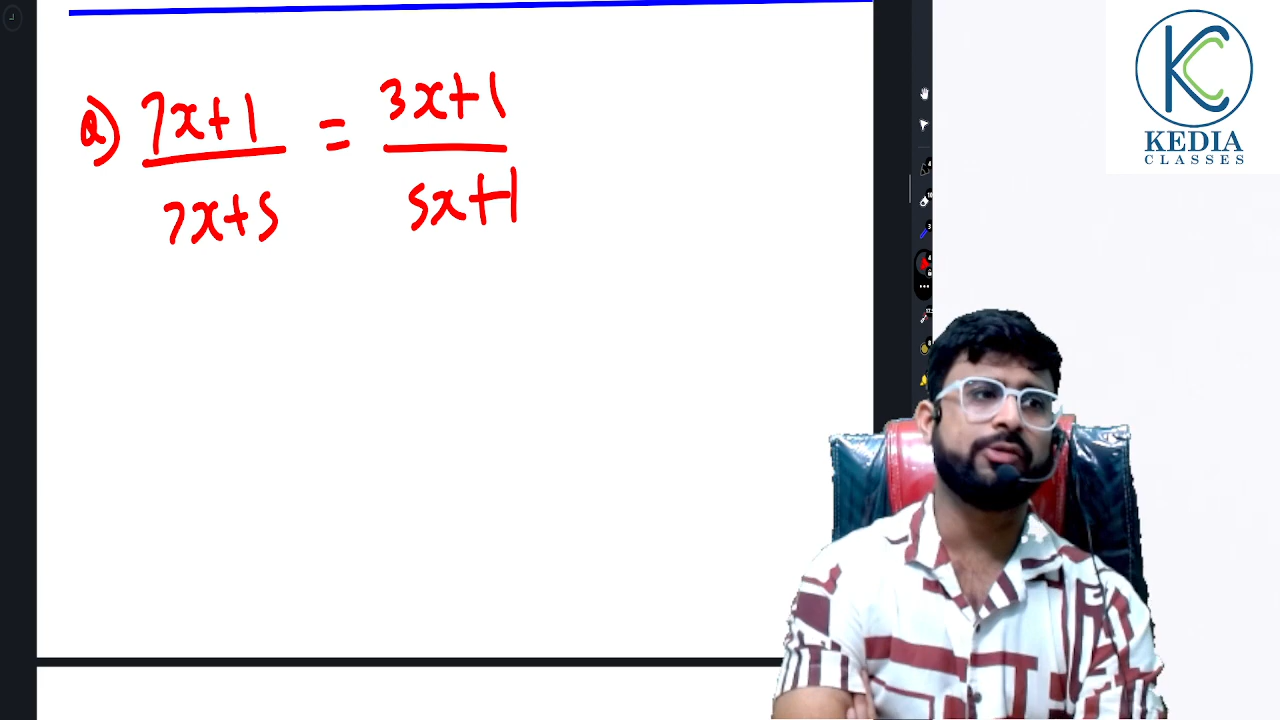 Q) 7x+1 = 3x+1
7x+5 5x+1
KEDIA
CLASSES